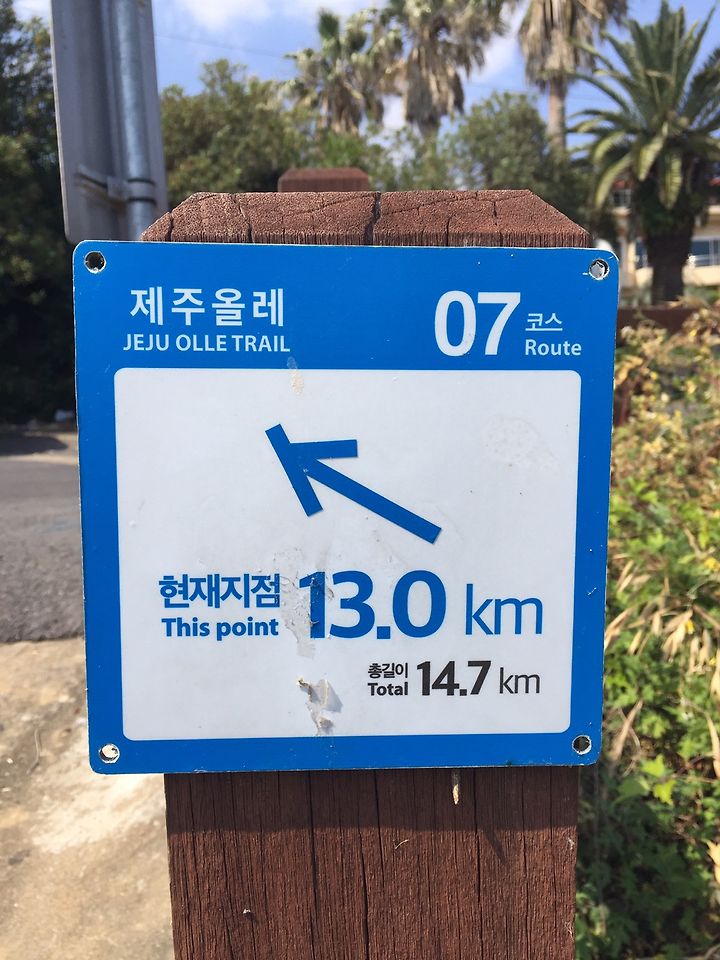 제주올레
JEJU OLLE TRAIL
07 코스
Route
현재지점
This point
13.0 km
총길이
Total
14.7 km